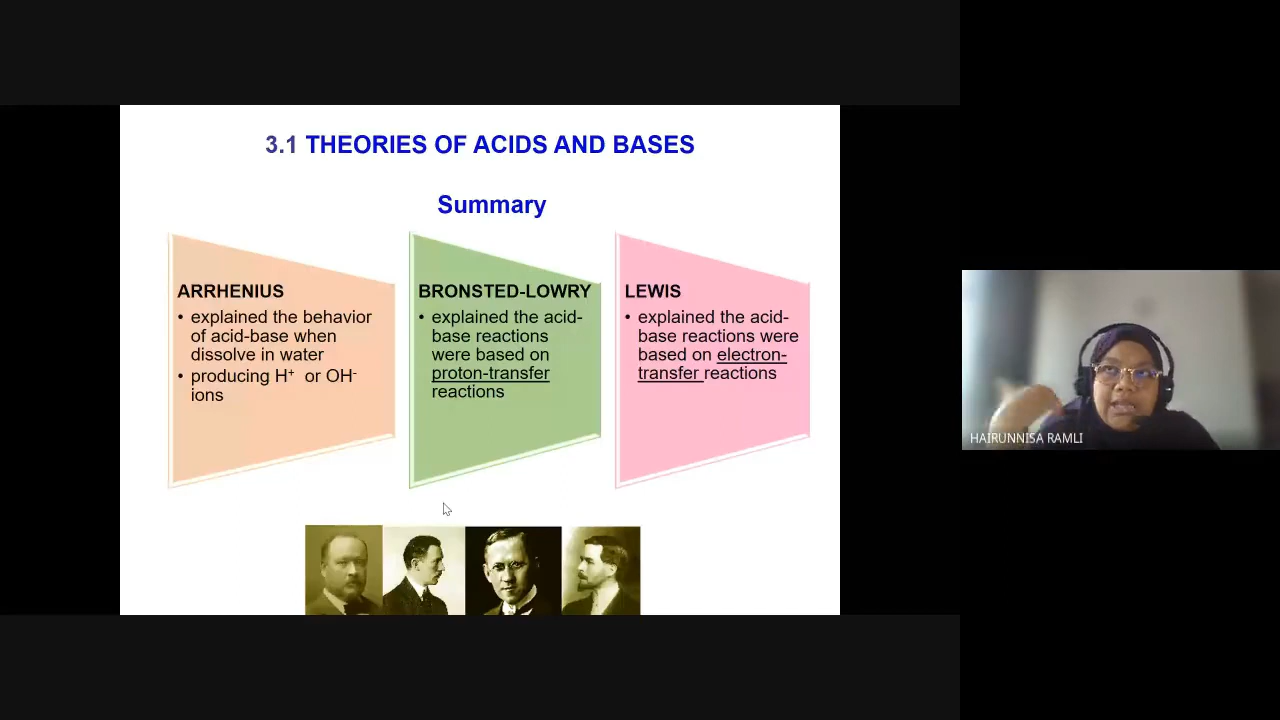 3.1 THEORIES OF ACIDS AND BASES
Summary
ARRHENIUS
• explained the behavior
of acid-base when
dissolve in water
• producing H⁺ or OH⁻
ions
BRONSTED-LOWRY
• explained the acid-
base reactions
were based on
proton-transfer
reactions
LEWIS
• explained the acid-
base reactions were
based on electron-
transfer reactions
HAIRUNNISA RAMLI